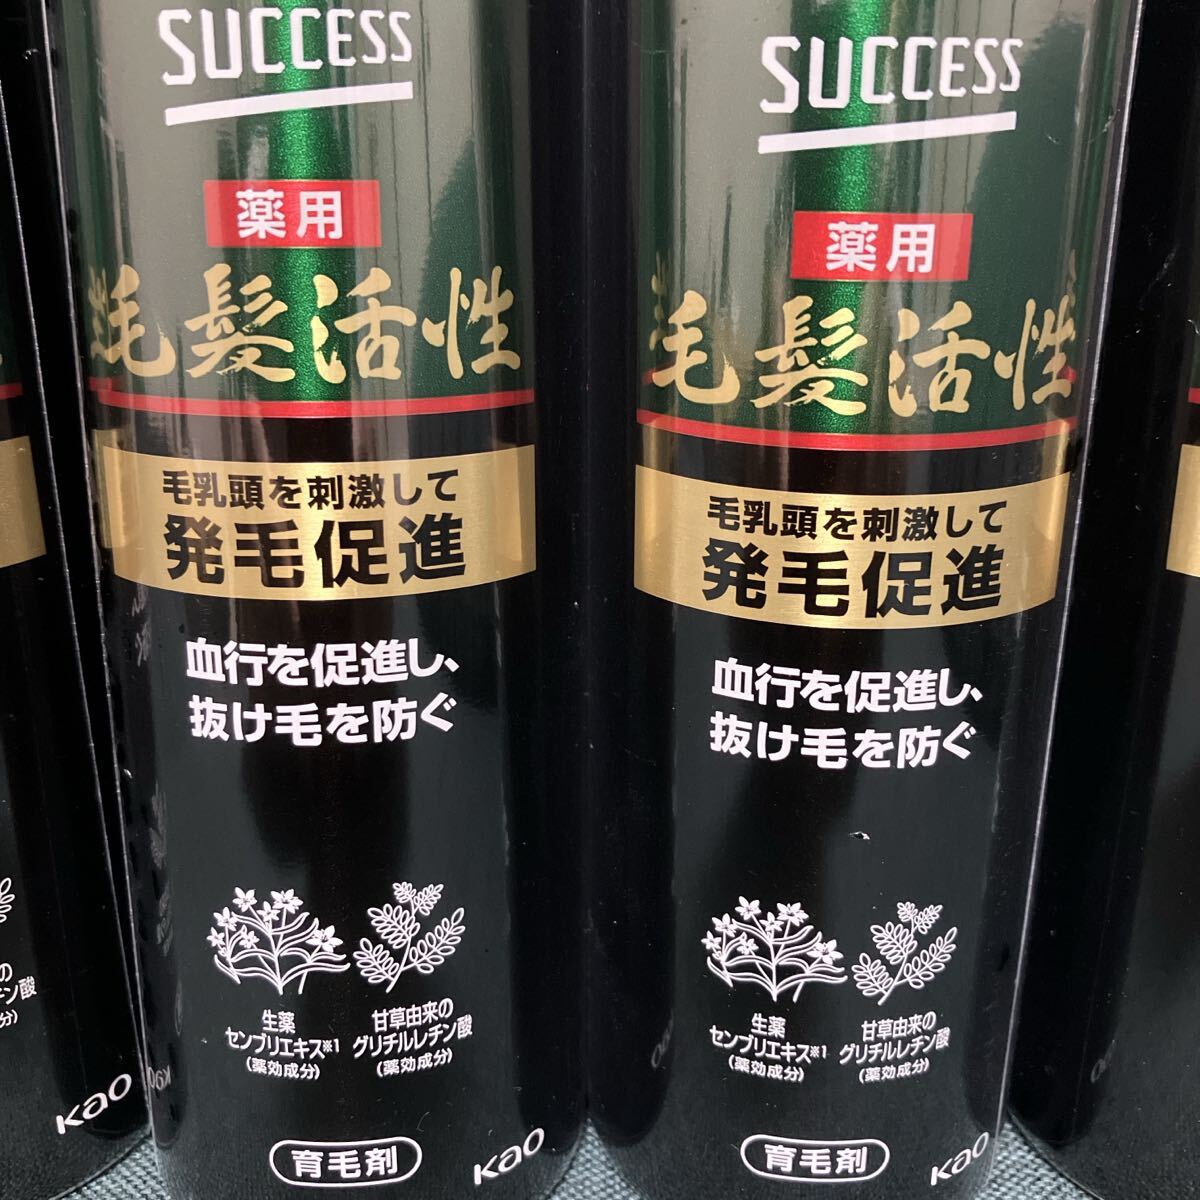 SUCCESS
薬用
毛髪活性
毛乳頭を刺激して
発毛促進
血行を促進し、
抜け毛を防ぐ
生薬
センブリエキス※1
(薬効成分)
甘草由来の
グリチルレチン酸
(薬効成分)
育毛剤
Kao
SUCCESS
薬用
毛髪活性
毛乳頭を刺激して
発毛促進
血行を促進し、
抜け毛を防ぐ
生薬
センブリエキス※1
(薬効成分)
甘草由来の
グリチルレチン酸
(薬効成分)
育毛剤
Kao
Kao